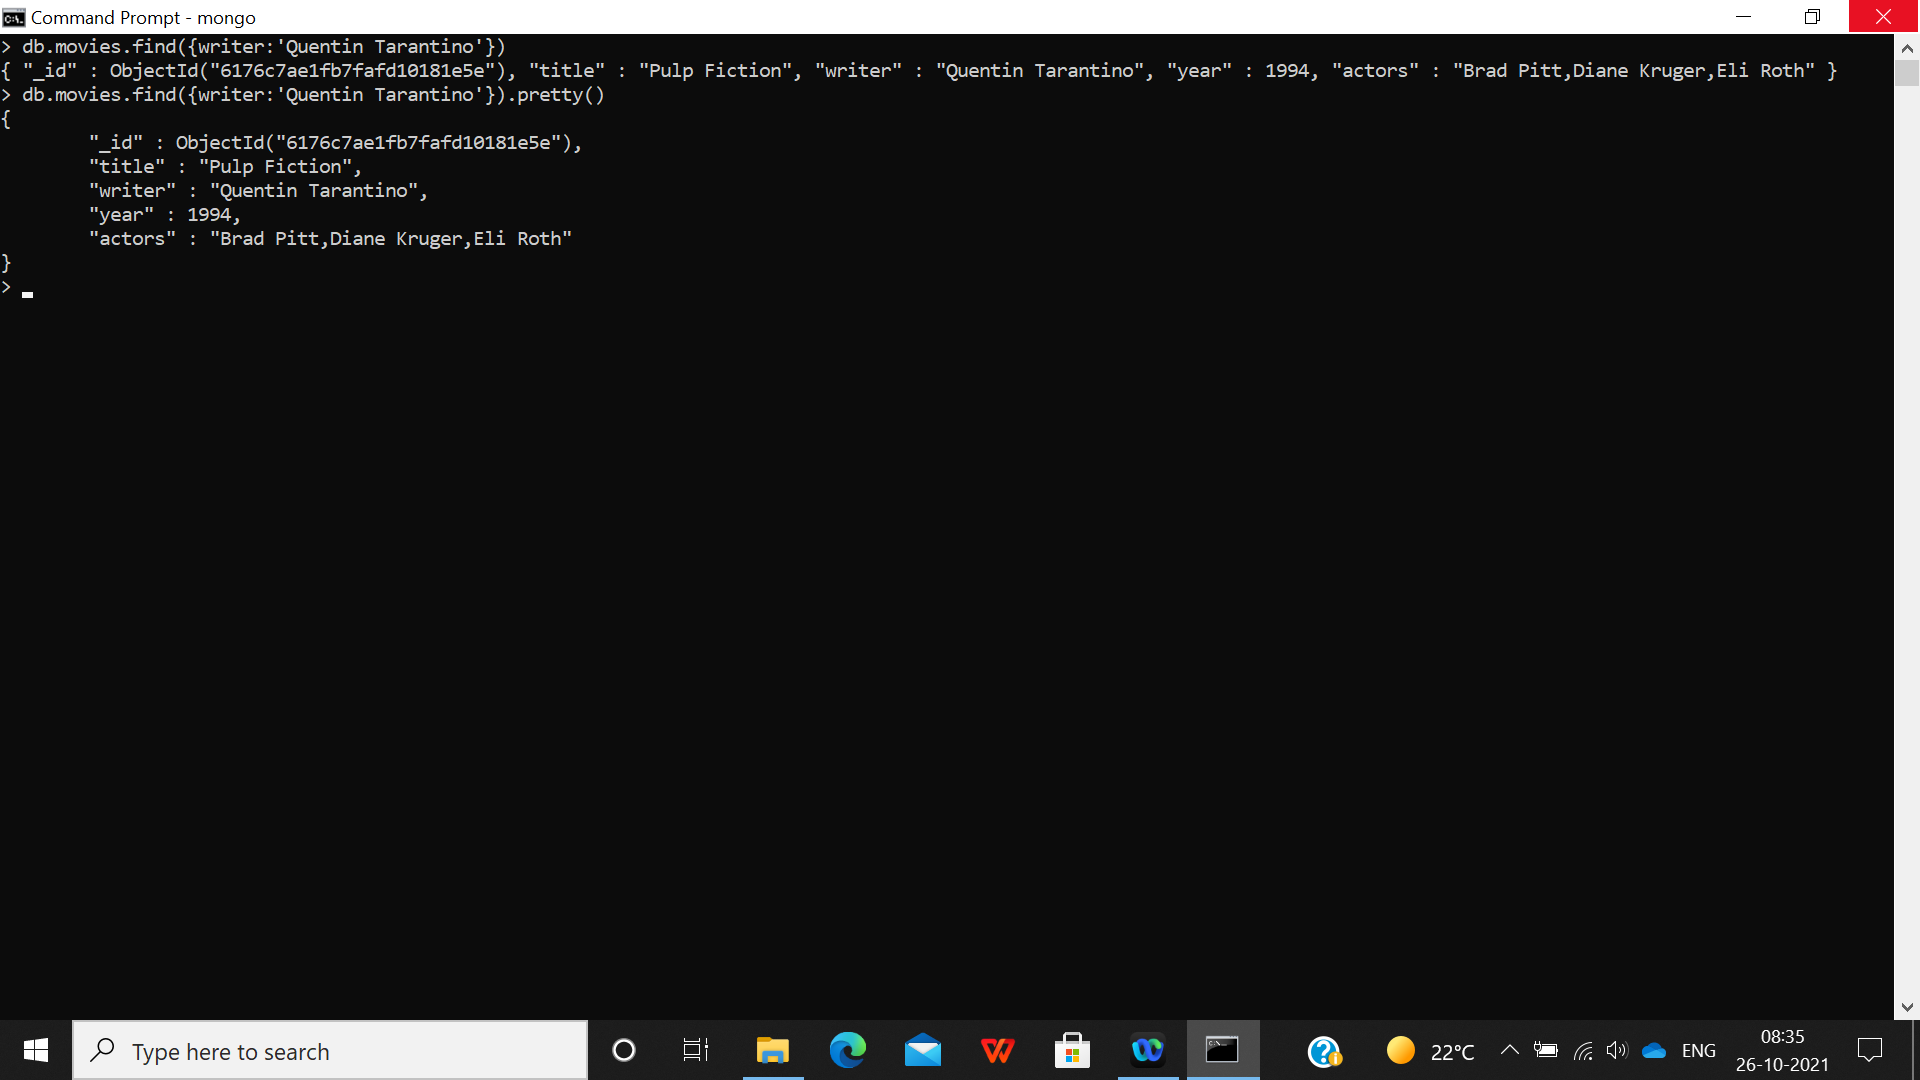 Command Prompt - mongo
> db.movies.find({writer:'Quentin Tarantino'})
{ "_id" : ObjectId("6176c7ae1fb7fafd10181e5e"), "title" : "Pulp Fiction", "writer" : "Quentin Tarantino", "year" : 1994, "actors" : "Brad Pitt,Diane Kruger,Eli Roth" }
> db.movies.find({writer:'Quentin Tarantino'}).pretty()
{
"_id" : ObjectId("6176c7ae1fb7fafd10181e5e"),
"title" : "Pulp Fiction",
"writer" : "Quentin Tarantino",
"year" : 1994,
"actors" : "Brad Pitt,Diane Kruger,Eli Roth"
}
>
Type here to search
22°C
ENG
08:35
26-10-2021